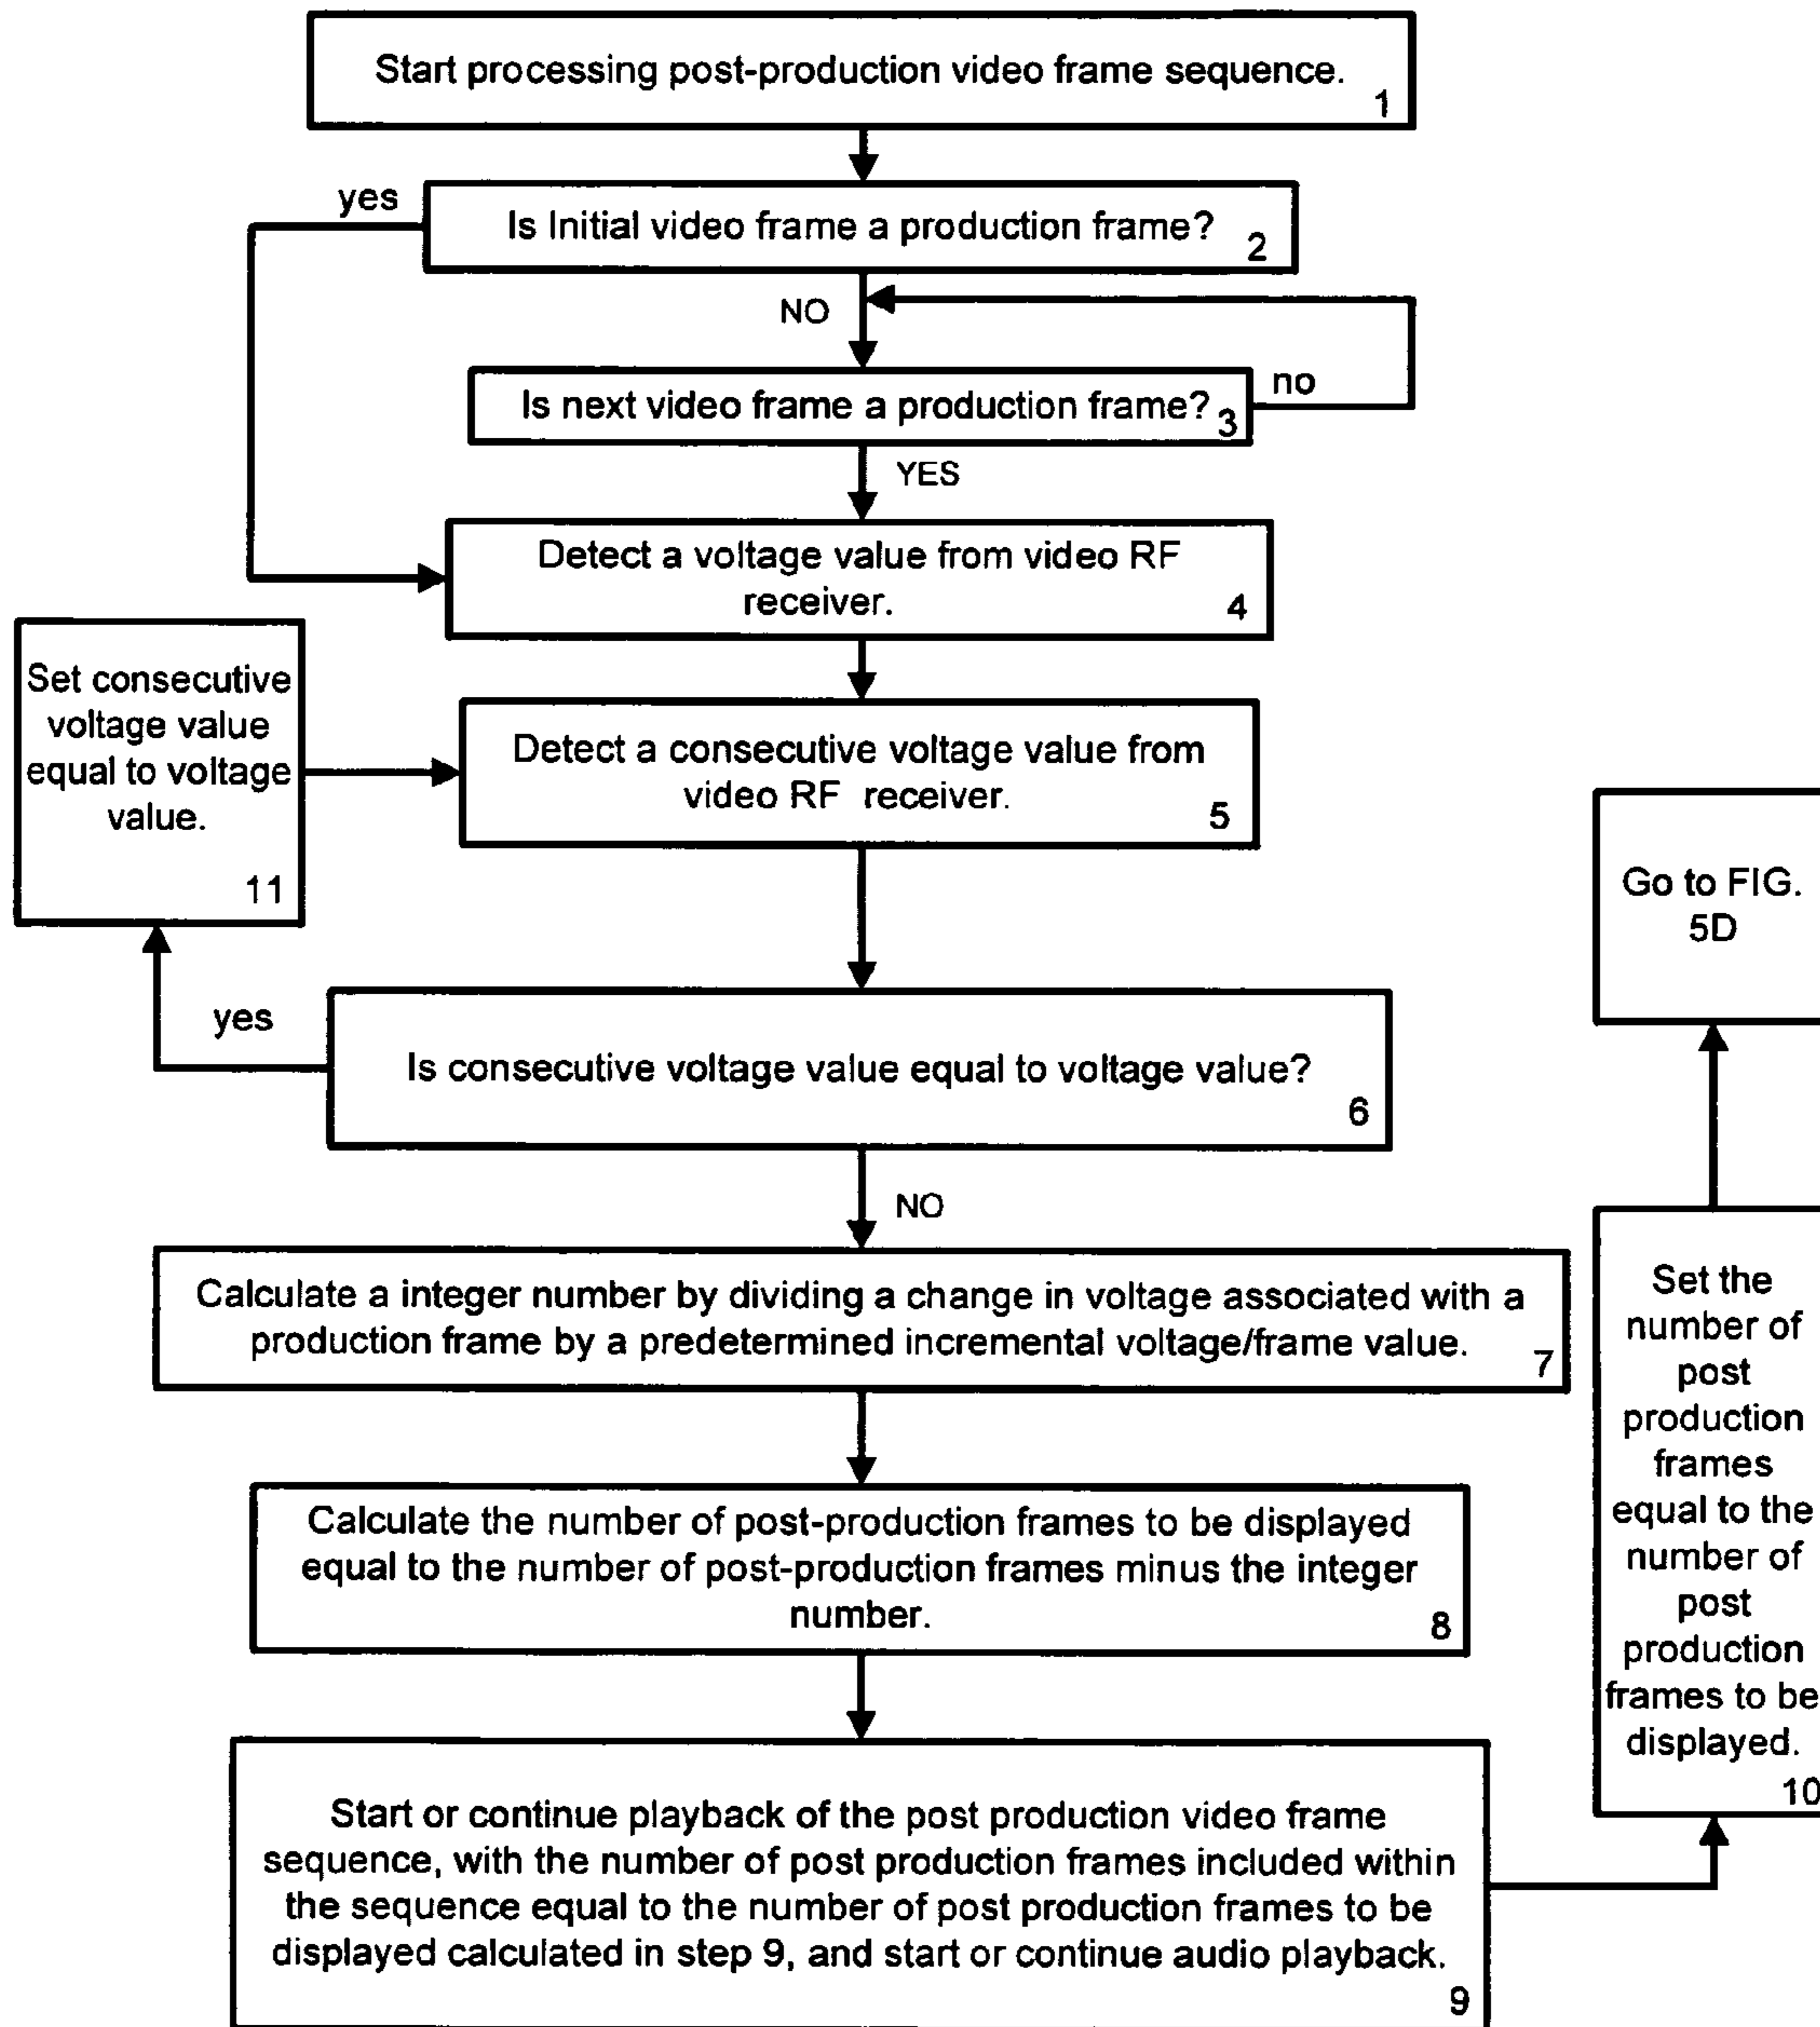 Start processing post-production video frame sequence.
1
yes
Is Initial video frame a production frame?
2
NO
Is next video frame a production frame?
3
no
YES
Detect a voltage value from video RF
receiver.
4
Set consecutive
voltage value
equal to voltage
value.
11
Detect a consecutive voltage value from
video RF receiver.
5
Go to FIG.
5D
yes
Is consecutive voltage value equal to voltage value?
6
NO
Calculate a integer number by dividing a change in voltage associated with a
production frame by a predetermined incremental voltage/frame value.
7
Calculate the number of post-production frames to be displayed
equal to the number of post-production frames minus the integer
number.
8
Set the
number of
post
production
frames
equal to the
number of
post
production
frames to be
displayed.
10
Start or continue playback of the post production video frame
sequence, with the number of post production frames included within
the sequence equal to the number of post production frames to be
displayed calculated in step 9, and start or continue audio playback.
9